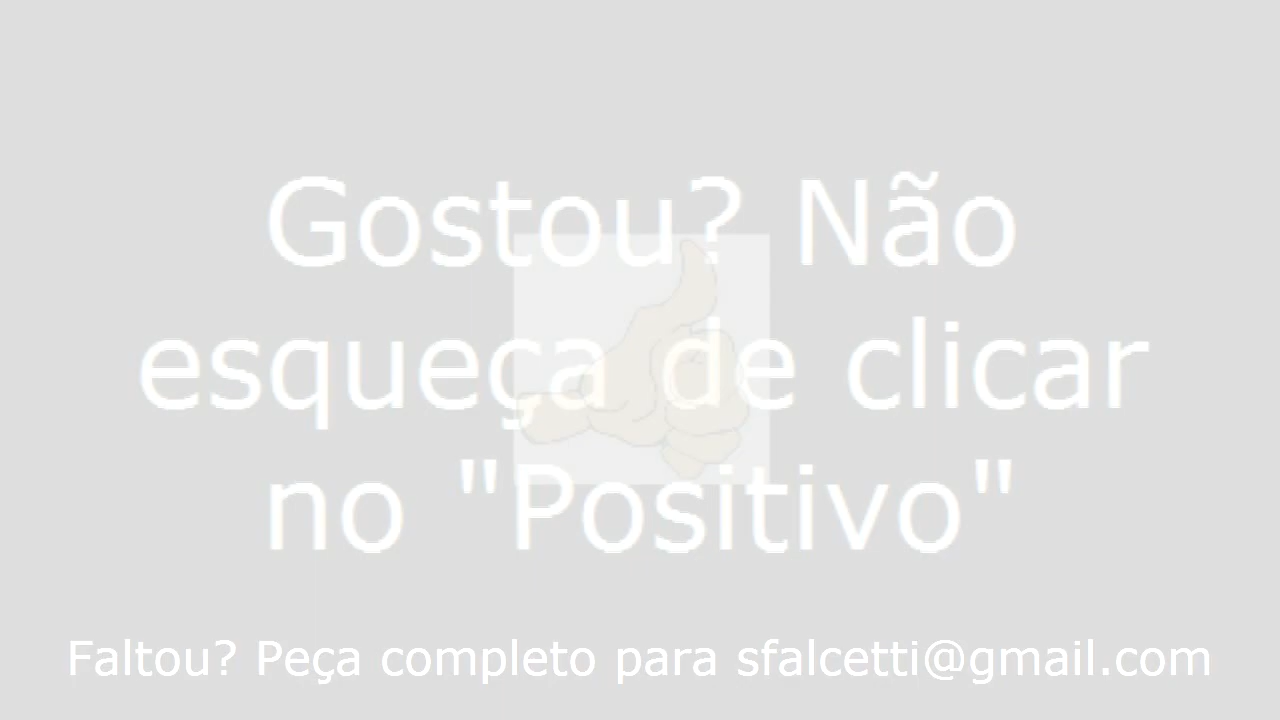 Gostou? Não
esqueça de clicar
no "Positivo"
Faltou? Peça completo para sfalcetti@gmail.com